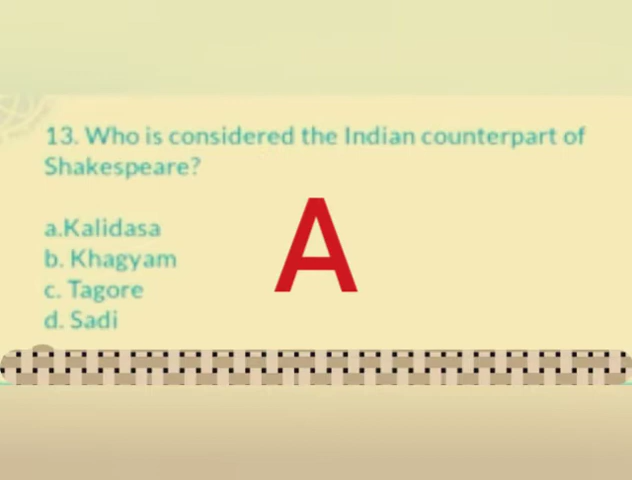 13. Who is considered the Indian counterpart of
Shakespeare?
a.Kalidasa
b. Khagyam
c. Tagore
d. Sadi
A